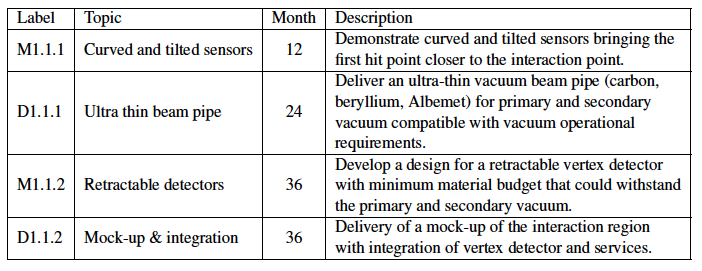 Label Topic Month Description
M1.1.1 Curved and tilted sensors 12 Demonstrate curved and tilted sensors bringing the
first hit point closer to the interaction point.
D1.1.1 Ultra thin beam pipe 24 Deliver an ultra-thin vacuum beam pipe (carbon,
beryllium, Albemet) for primary and secondary
vacuum compatible with vacuum operational
requirements.
M1.1.2 Retractable detectors 36 Develop a design for a retractable vertex detector
with minimum material budget that could withstand
the primary and secondary vacuum.
D1.1.2 Mock-up & integration 36 Delivery of a mock-up of the interaction region
with integration of vertex detector and services.